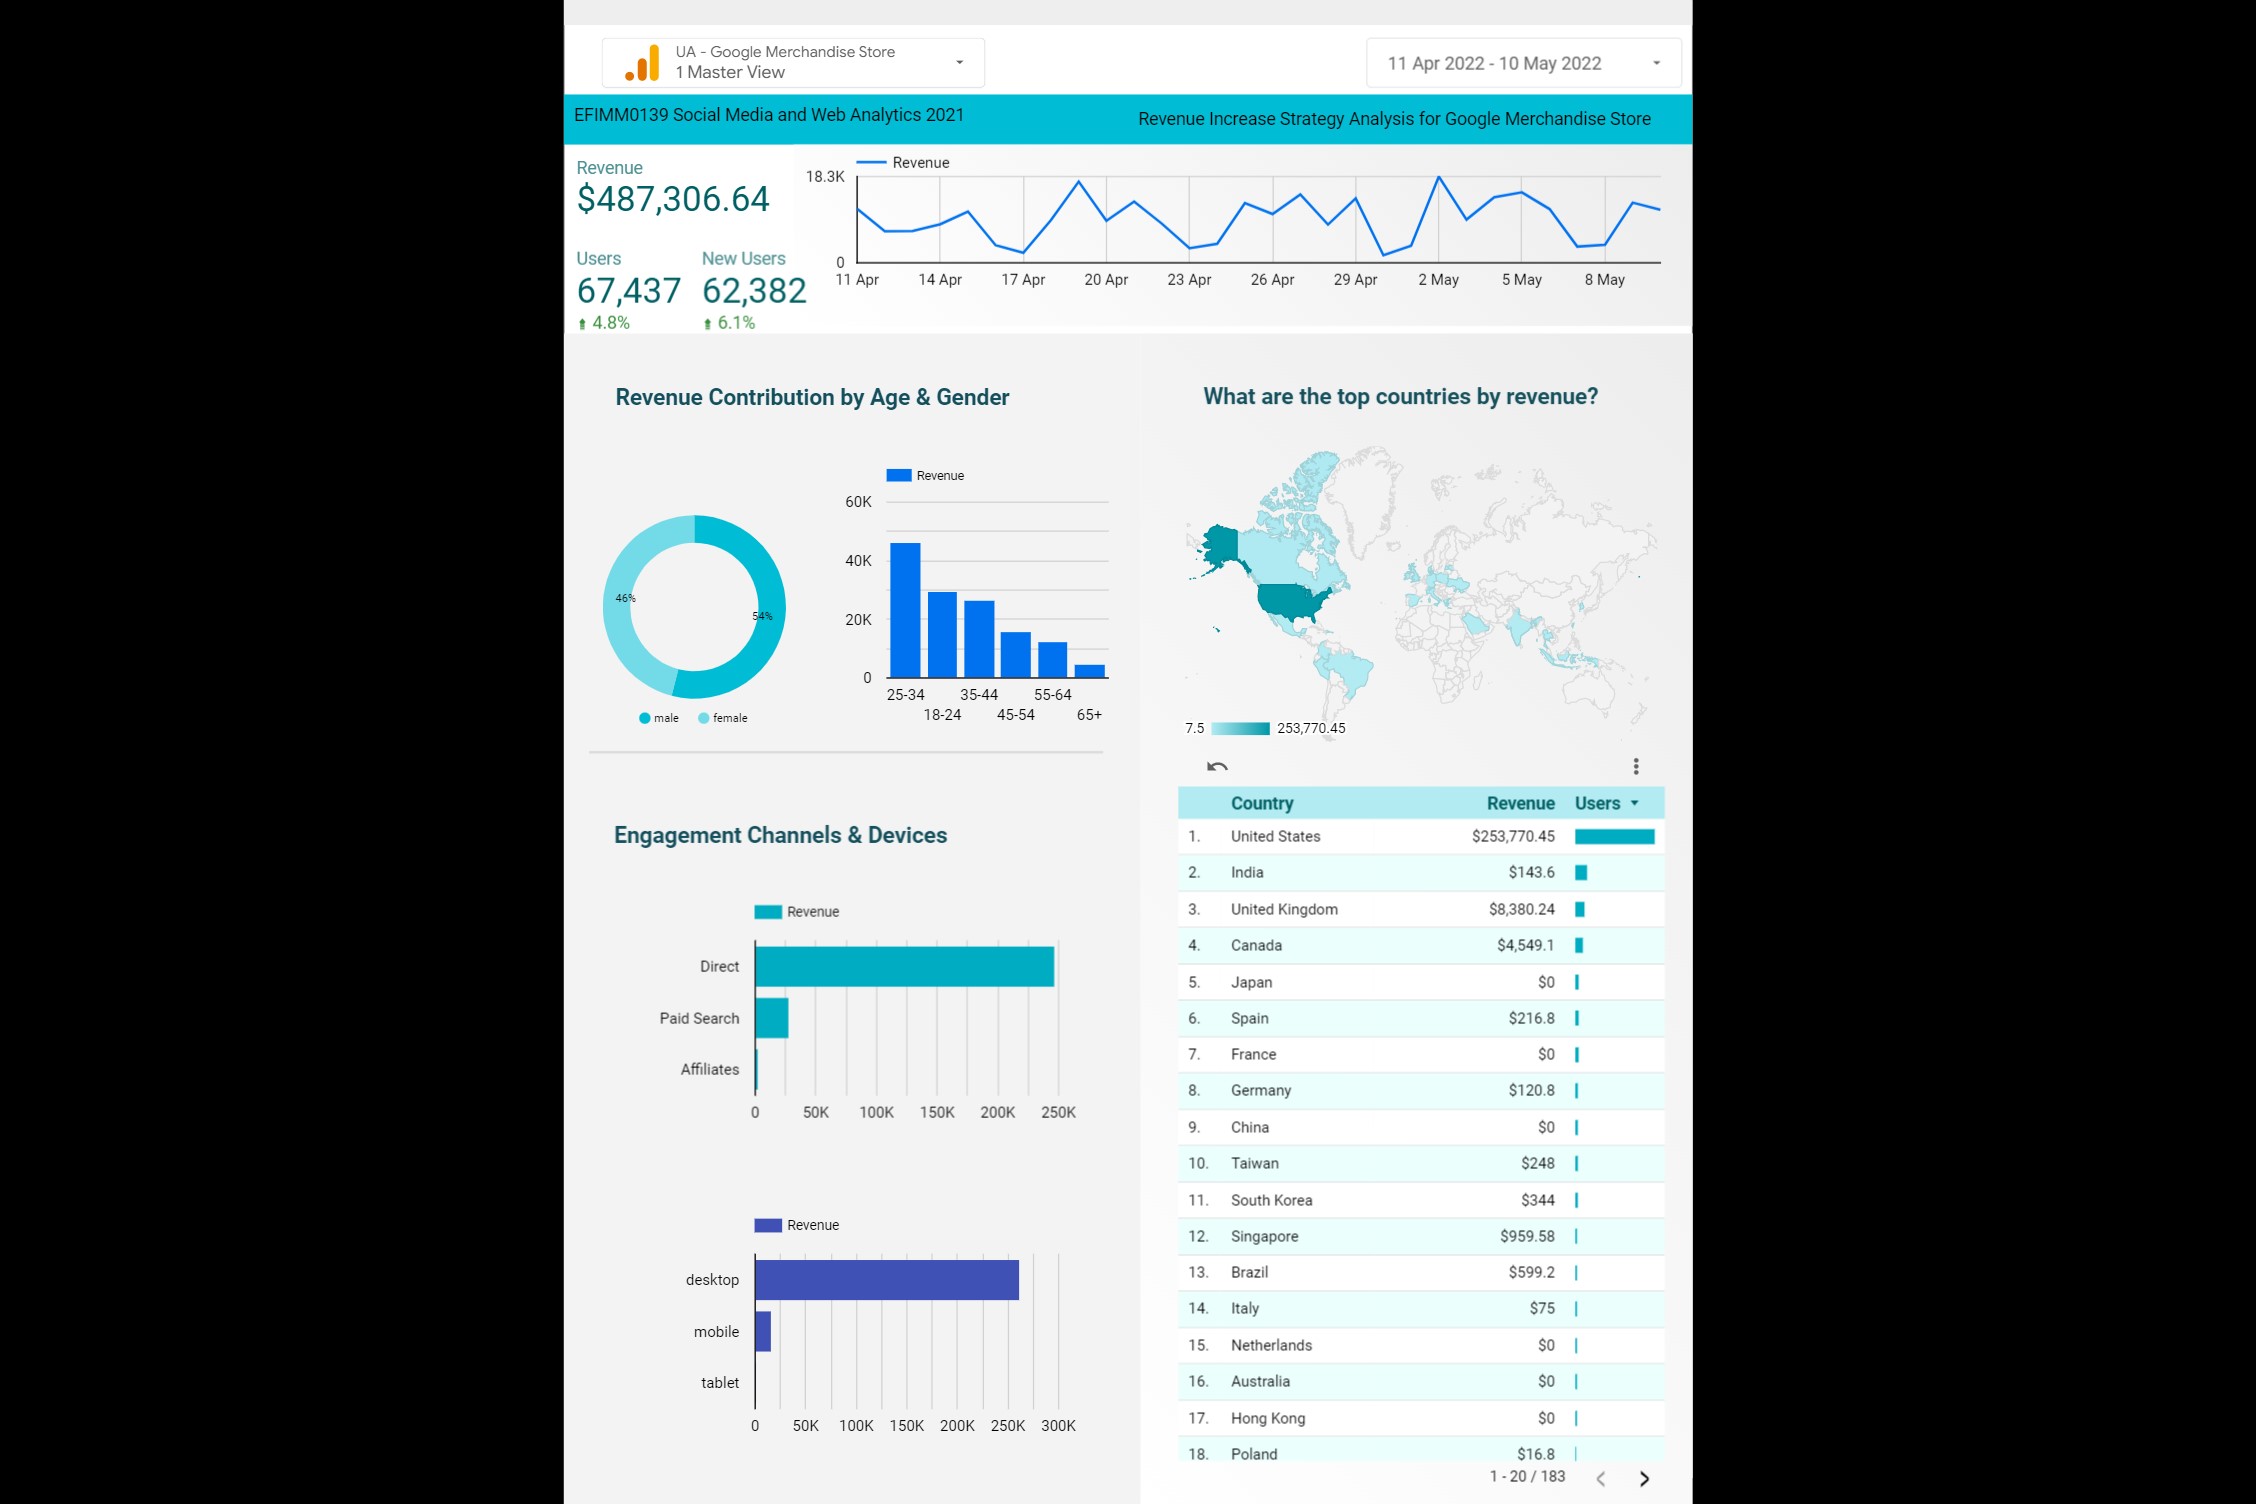 UA - Google Merchandise Store
1 Master View
11 Apr 2022 - 10 May 2022
EFIMM0139 Social Media and Web Analytics 2021
Revenue Increase Strategy Analysis for Google Merchandise Store
Revenue
$487,306.64
Users
67,437
4.8%
New Users
62,382
6.1%
Revenue
18.3K
0
11 Apr 14 Apr 17 Apr 20 Apr 23 Apr 26 Apr 29 Apr 2 May 5 May 8 May
Revenue Contribution by Age & Gender
46%
54%
male female
Revenue
60K
40K
20K
0
25-34 35-44 55-64
18-24 45-54 65+
Engagement Channels & Devices
Revenue
Direct
Paid Search
Affiliates
0 50K 100K 150K 200K 250K
Revenue
desktop
mobile
tablet
0 50K 100K 150K 200K 250K 300K
What are the top countries by revenue?
7.5 253,770.45
Country Revenue Users
1. United States $253,770.45
2. India $143.6
3. United Kingdom $8,380.24
4. Canada $4,549.1
5. Japan $0
6. Spain $216.8
7. France $0
8. Germany $120.8
9. China $0
10. Taiwan $248
11. South Korea $344
12. Singapore $959.58
13. Brazil $599.2
14. Italy $75
15. Netherlands $0
16. Australia $0
17. Hong Kong $0
18. Poland $16.8
1 - 20 / 183